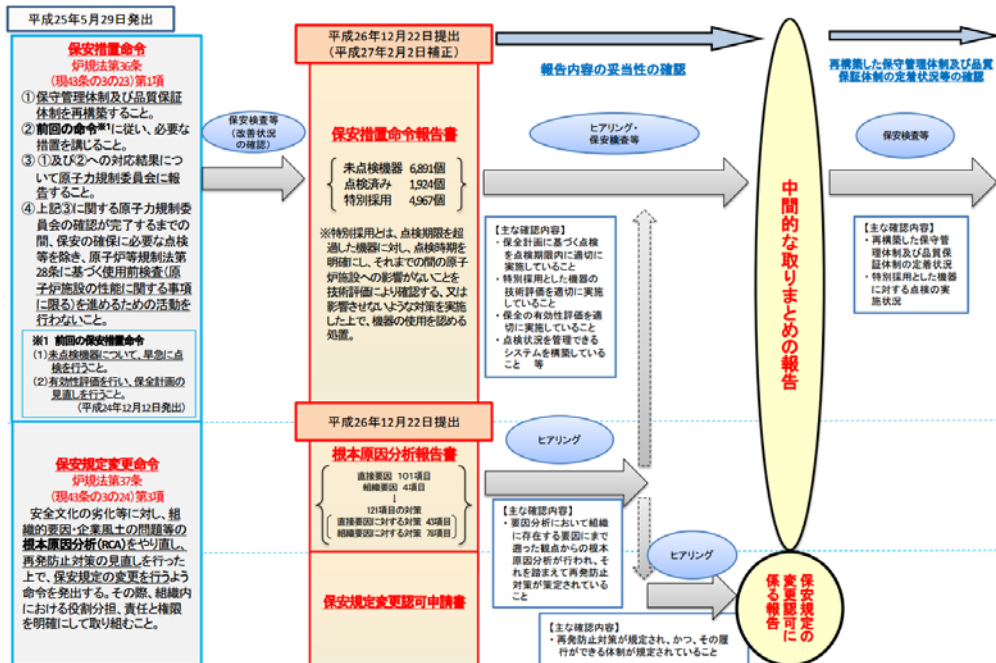 平成25年5月29日発出
保安措置命令
炉規法第36条
(現43条の3の23)第1項
①保守管理体制及び品質保証
体制を再構築すること。
②前回の命令※1に従い、必要な
措置を講じること。
③①及び②への対応結果につ
いて原子力規制委員会に報
告すること。
④上記③に関する原子力規制委
員会の確認が完了するまでの
間、保安の確保に必要な点検
等を除き、原子炉等規制法第
28条に基づく使用前検査(原
子炉施設の性能に関する事項
に限る)を進めるための活動を
行わないこと。
※1 前回の保安措置命令
(1)未点検機器について、早急に点
検を行うこと。
(2)有効性評価を行い、保全計画の
見直しを行うこと。
(平成24年12月12日発出)
保安規定変更命令
炉規法第37条
(現43条の3の24)第3項
安全文化の劣化等に対し、組
織的要因・企業風土の問題等の
根本原因分析(RCA)をやり直し、
再発防止対策の見直しを行った
上で、保安規定の変更を行うよう
命令を発出する。その際、組織内
における役割分担、責任と権限
を明確にして取り組むこと。
保安検査等
(改善状況
の確認)
平成26年12月22日提出
(平成27年2月2日補正)
保安措置命令報告書
未点検機器 6,891個
点検済み 1,924個
特別採用 4,967個
※特別採用とは、点検期限を超
過した機器に対し、点検時期を
明確にし、それまでの間の原子
炉施設への影響がないことを
技術評価により確認する、又は
影響させないような対策を実施
した上で、機器の使用を認める
処置。
平成26年12月22日提出
根本原因分析報告書
直接要因 101項目
組織要因 4項目
↓
121項目の対策
直接要因に対する対策 43項目
組織要因に対する対策 78項目
保安規定変更認可申請書
報告内容の妥当性の確認
ヒアリング・
保安検査等
【主な確認内容】
・保全計画に基づく点検
を点検期限内に適切に
実施していること
・特別採用とした機器の
技術評価を適切に実施
していること
・保全の有効性評価を適
切に実施していること
・点検状況を管理できる
システムを構築している
こと 等
ヒアリング
【主な確認内容】
・要因分析において組織
に存在する要因にまで
遡った観点からの根本
原因分析が行われ、そ
れを踏まえて再発防止
対策が策定されている
こと
ヒアリング
【主な確認内容】
・再発防止対策が規定され、かつ、その履
行ができる体制が規定されていること
中間的な取りまとめの報告
保安規定の
変更認可に
係る報告
再構築した保守管理体制及び品質
保証体制の定着状況等の確認
保安検査等
【主な確認内容】
・再構築した保守管
理体制及び品質保
証体制の定着状況
・特別採用とした機器
に対する点検の実
施状況